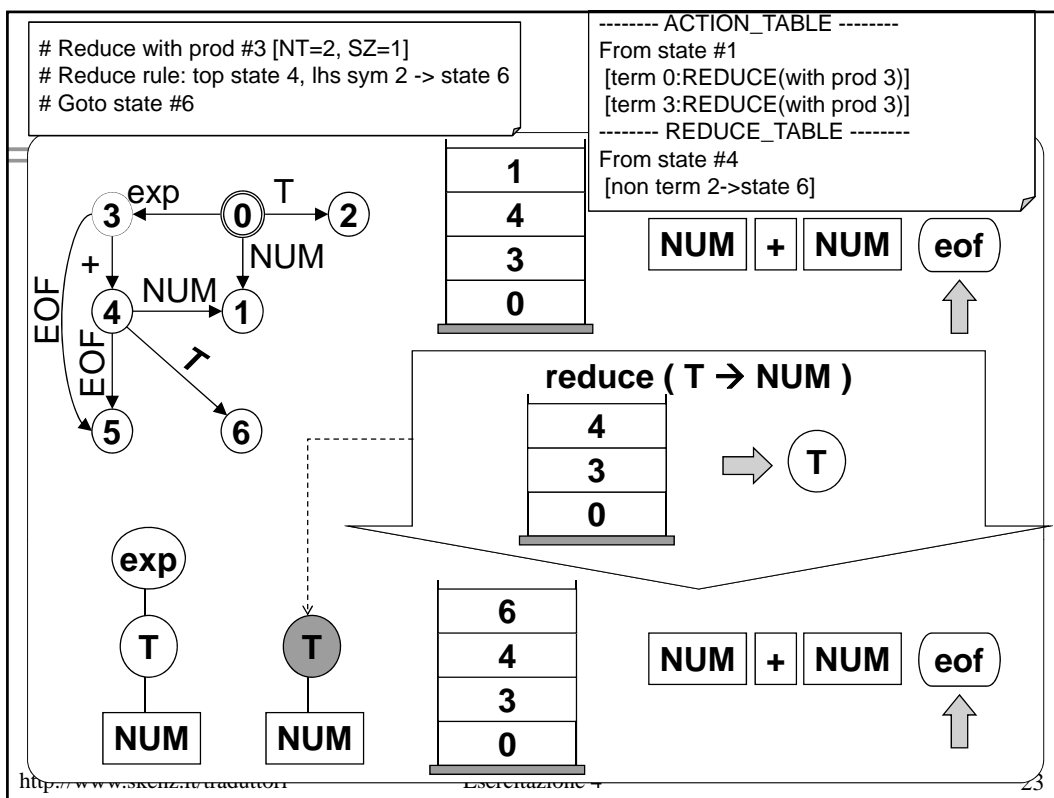 # Reduce with prod #3 [NT=2, SZ=1]
# Reduce rule: top state 4, lhs sym 2 -> state 6
# Goto state #6
-------- ACTION_TABLE --------
From state #1
[term 0:REDUCE(with prod 3)]
[term 3:REDUCE(with prod 3)]
-------- REDUCE_TABLE --------
From state #4
[non term 2->state 6]
3 exp 0 T 2
+ NUM
EOF 4 NUM 1
EOF T
5 6
1
4
3
0
NUM + NUM eof
reduce ( T → NUM )
4
3
0
T
exp
T
NUM
T
NUM
6
4
3
0
NUM + NUM eof
http://www.skenz.it/traduttori Esercitazione 4 23